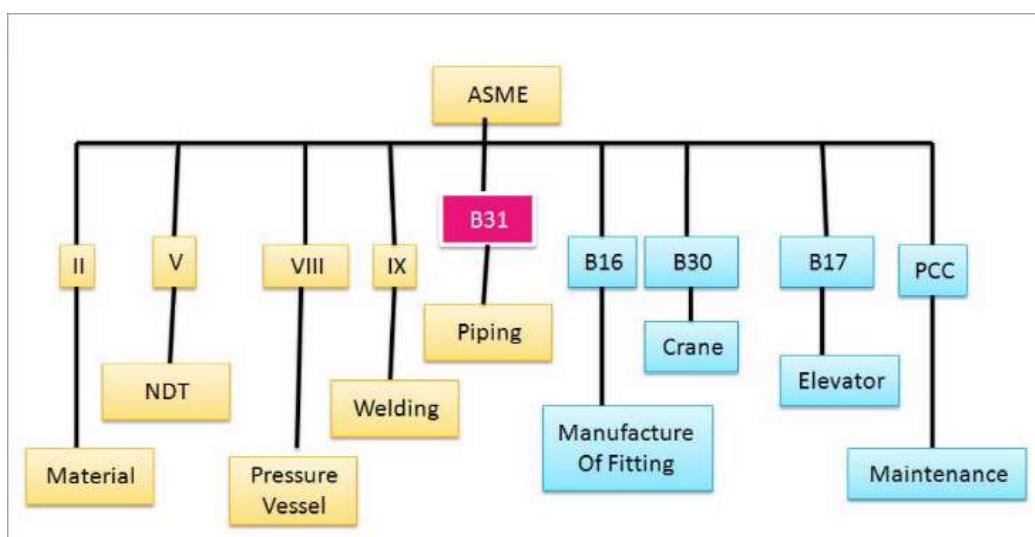 ASME
B31
II
V
VIII
IX
B16
B30
B17
PCC
Piping
Crane
NDT
Elevator
Welding
Manufacture
Of Fitting
Material
Pressure
Vessel
Maintenance